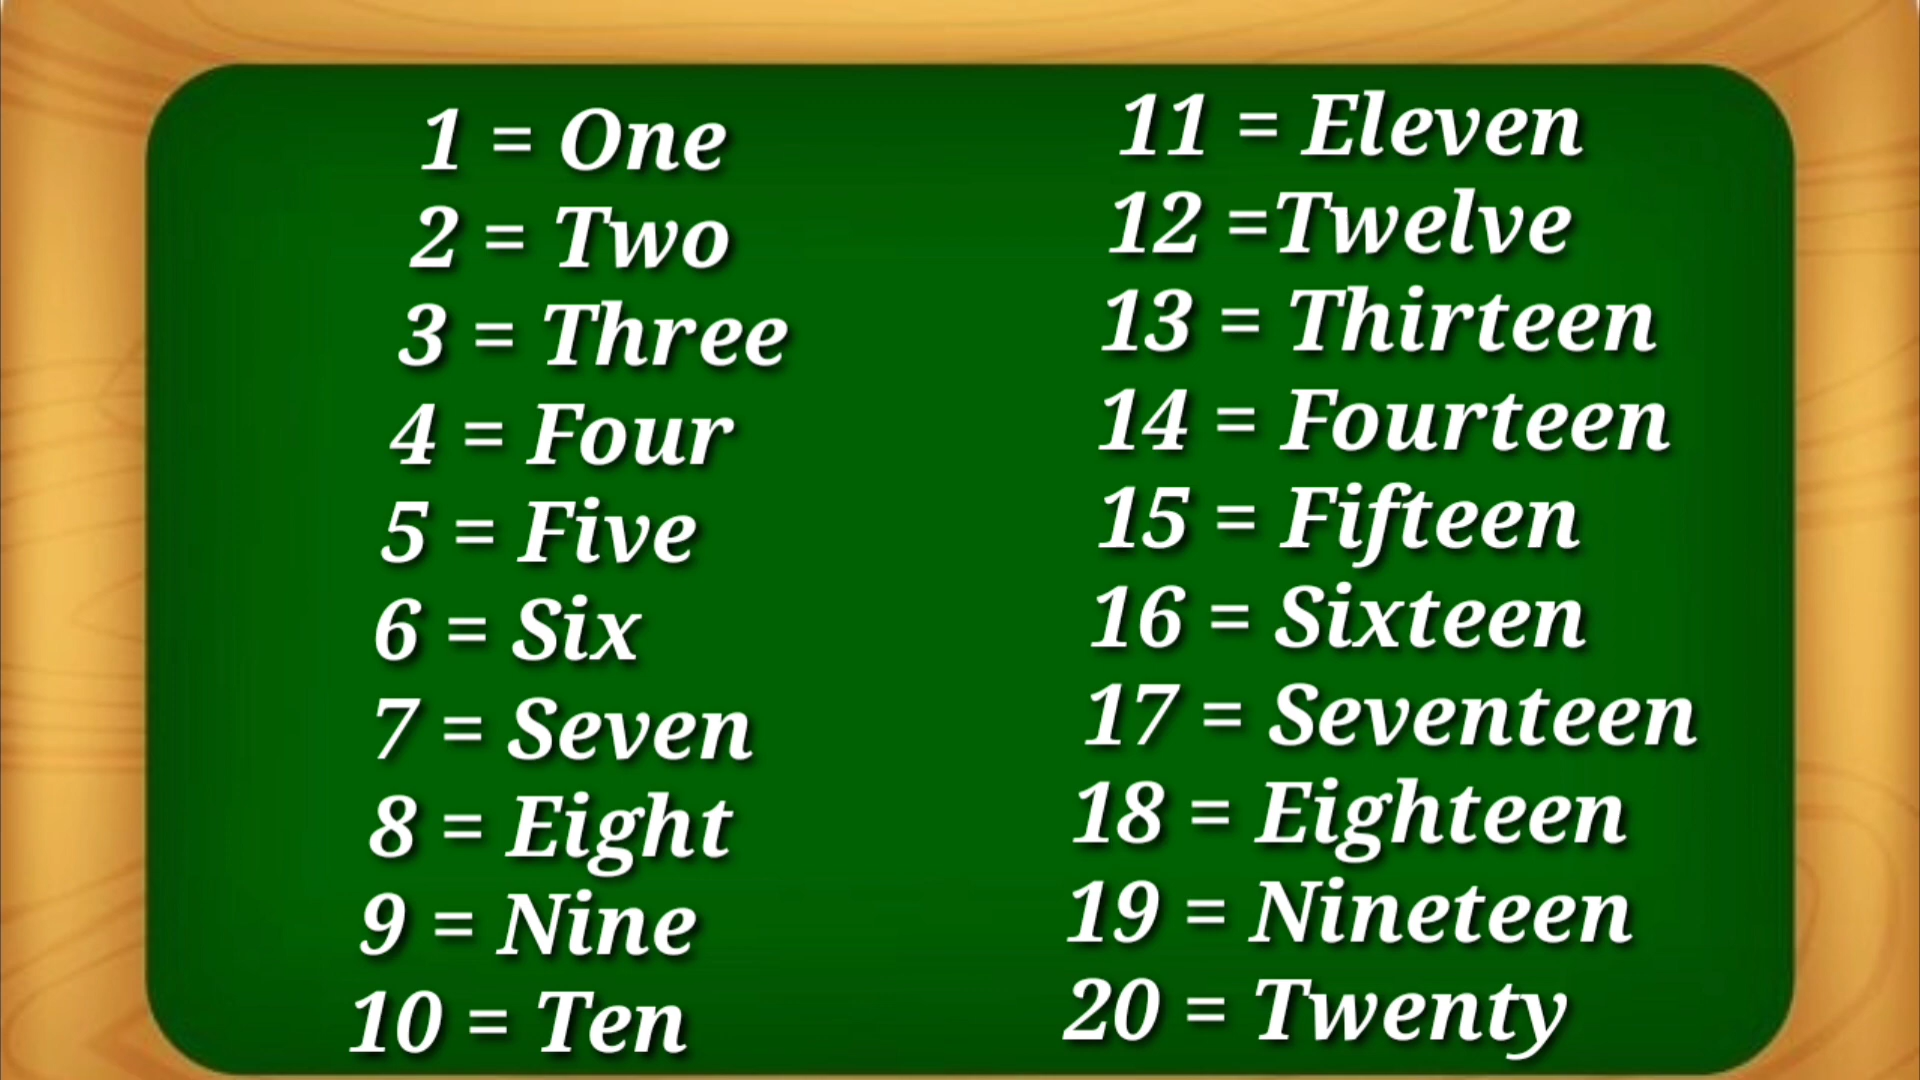 1 = One
2 = Two
3 = Three
4 = Four
5 = Five
6 = Six
7 = Seven
8 = Eight
9 = Nine
10 = Ten
11 = Eleven
12 =Twelve
13 = Thirteen
14 = Fourteen
15 = Fifteen
16 = Sixteen
17 = Seventeen
18 = Eighteen
19 = Nineteen
20 = Twenty